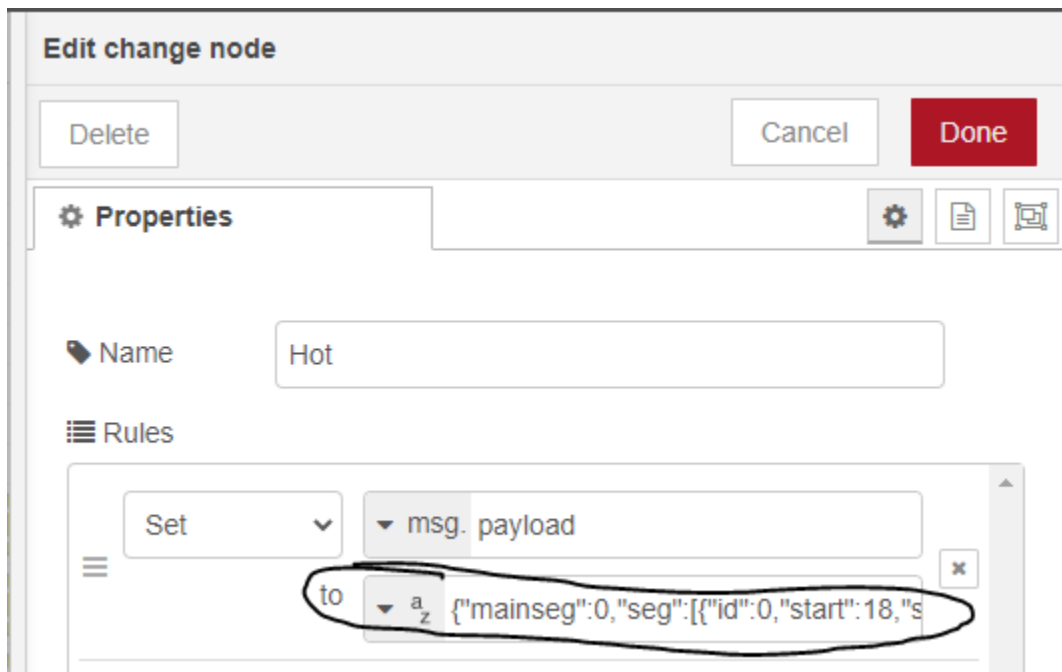 Edit change node
Delete
Cancel
Done
Properties
Name
Hot
Rules
Set
msg. payload
to
a
z
{"mainseg":0,"seg":[{"id":0,"start":18,"s